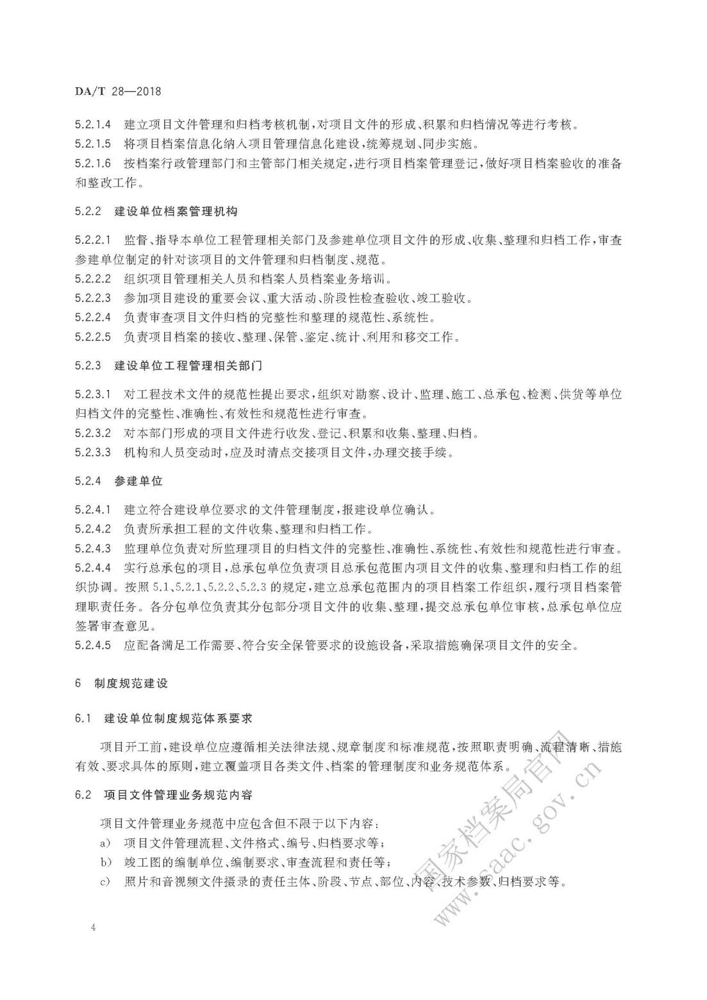 DA/T 28—2018
5.2.1.4 建立项目文件管理和归档考核机制,对项目文件的形成、积累和归档情况等进行考核。
5.2.1.5 将项目档案信息化纳入项目管理信息化建设,统筹规划、同步实施。
5.2.1.6 按档案行政管理部门和主管部门相关规定,进行项目档案管理登记,做好项目档案验收的准备
和整改工作。
5.2.2 建设单位档案管理机构
5.2.2.1 监督、指导本单位工程管理相关部门及参建单位项目文件的形成、收集、整理和归档工作,审查
参建单位制定的针对该项目的文件管理和归档制度、规范。
5.2.2.2 组织项目管理相关人员和档案人员档案业务培训。
5.2.2.3 参加项目建设的重要会议、重大活动、阶段性检查验收、竣工验收。
5.2.2.4 负责审查项目文件归档的完整性和整理的规范性、系统性。
5.2.2.5 负责项目档案的接收、整理、保管、鉴定、统计、利用和移交工作。
5.2.3 建设单位工程管理相关部门
5.2.3.1 对工程技术文件的规范性提出要求,组织对勘察、设计、监理、施工、总承包、检测、供货等单位
归档文件的完整性、准确性、有效性和规范性进行审查。
5.2.3.2 对本部门形成的项目文件进行收发、登记、积累和收集、整理、归档。
5.2.3.3 机构和人员变动时,应及时清点交接项目文件,办理交接手续。
5.2.4 参建单位
5.2.4.1 建立符合建设单位要求的文件管理制度,报建设单位确认。
5.2.4.2 负责所承担工程的文件收集、整理和归档工作。
5.2.4.3 监理单位负责对所监理项目的归档文件的完整性、准确性、系统性、有效性和规范性进行审查。
5.2.4.4 实行总承包的项目,总承包单位负责项目总承包范围内项目文件的收集、整理和归档工作的组
织协调。按照 5.1、5.2.1、5.2.2、5.2.3 的规定,建立总承包范围内的项目档案工作组织,履行项目档案管
理职责任务。各分包单位负责其分包部分项目文件的收集、整理,提交总承包单位审核,总承包单位应
签署审查意见。
5.2.4.5 应配备满足工作需要、符合安全保管要求的设施设备,采取措施确保项目文件的安全。
6 制度规范建设
6.1 建设单位制度规范体系要求
项目开工前,建设单位应遵循相关法律法规、规章制度和标准规范,按照职责明确、流程清晰、措施
有效、要求具体的原则,建立覆盖项目各类文件、档案的管理制度和业务规范体系。
6.2 项目文件管理业务规范内容
项目文件管理业务规范中应包含但不限于以下内容:
a) 项目文件管理流程、文件格式、编号、归档要求等;
b) 竣工图的编制单位、编制要求、审查流程和责任等;
c) 照片和音视频文件摄录的责任主体、阶段、节点、部位、内容、技术参数、归档要求等。
国家档案局官网
www.saac.gov.cn
4